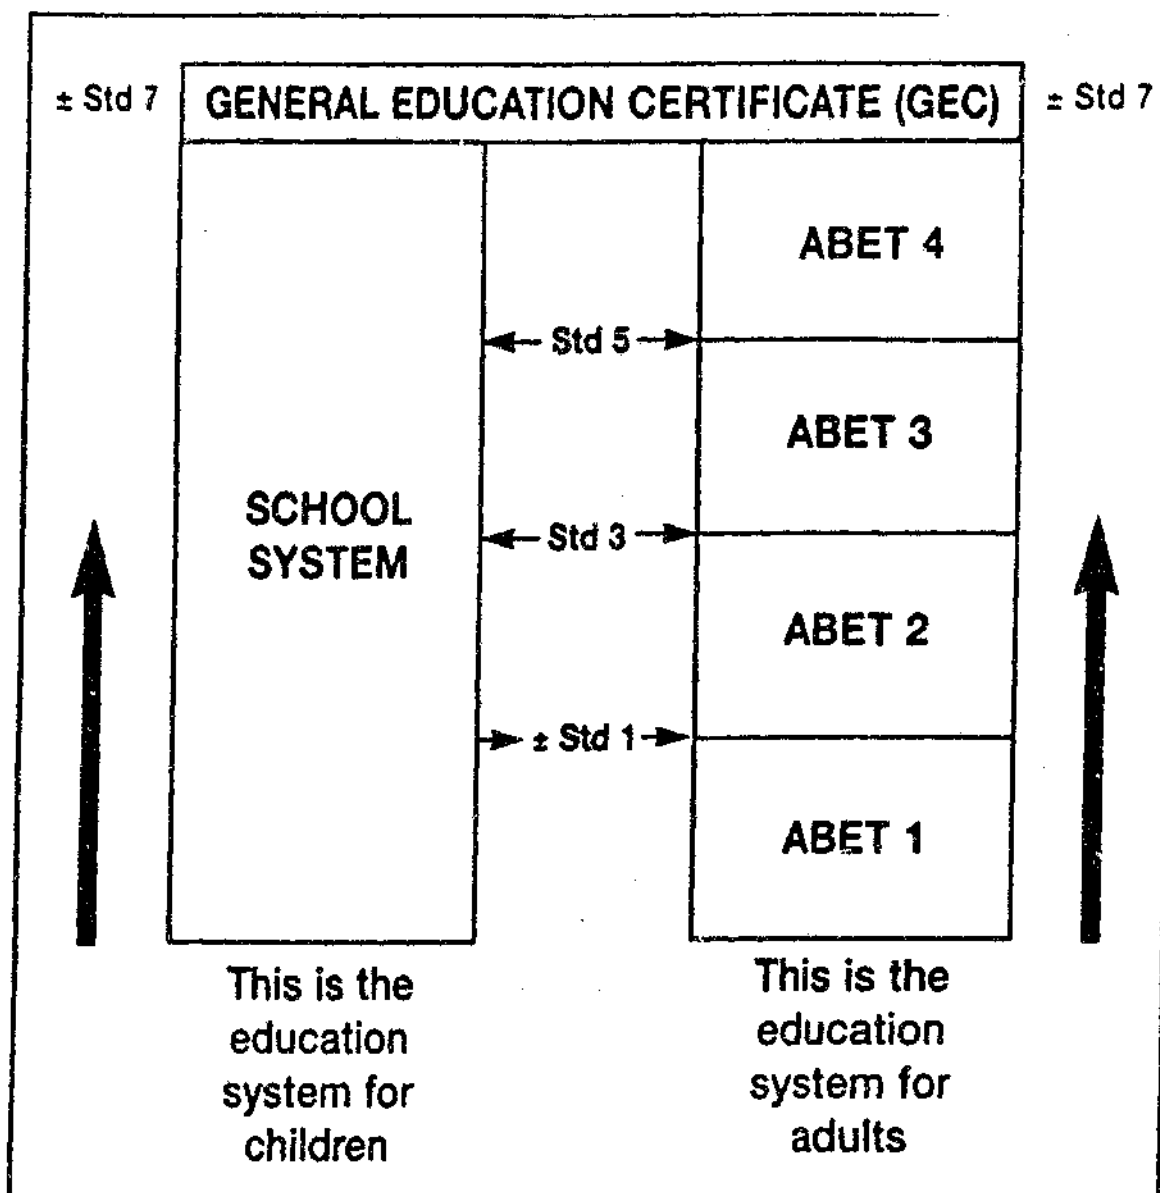 ± Std 7
GENERAL EDUCATION CERTIFICATE (GEC)
± Std 7
ABET 4
Std 5
ABET 3
SCHOOL
SYSTEM
Std 3
ABET 2
± Std 1
ABET 1
This is the
education
system for
children
This is the
education
system for
adults